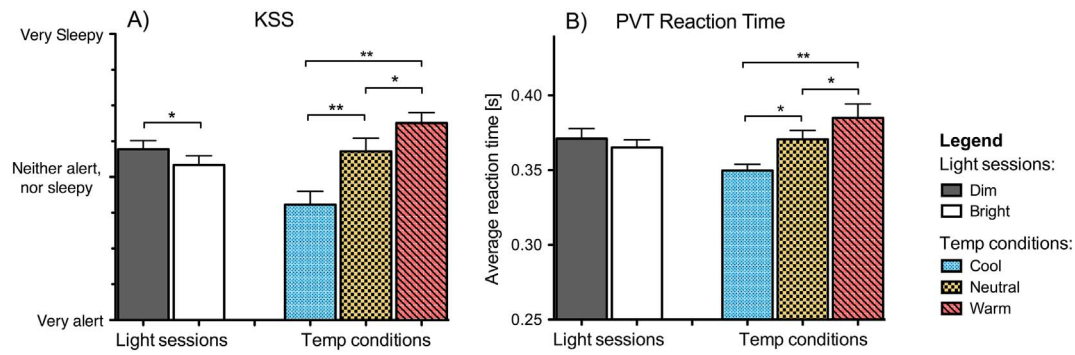 A)
KSS
Very Sleepy
Neither alert,
nor sleepy
Very alert
*
**
*
**
Light sessions
Temp conditions
B)
PVT Reaction Time
Average reaction time [s]
0.40
0.35
0.30
0.25
**
*
*
Light sessions
Temp conditions
Legend
Light sessions:
Dim
Bright
Temp conditions:
Cool
Neutral
Warm